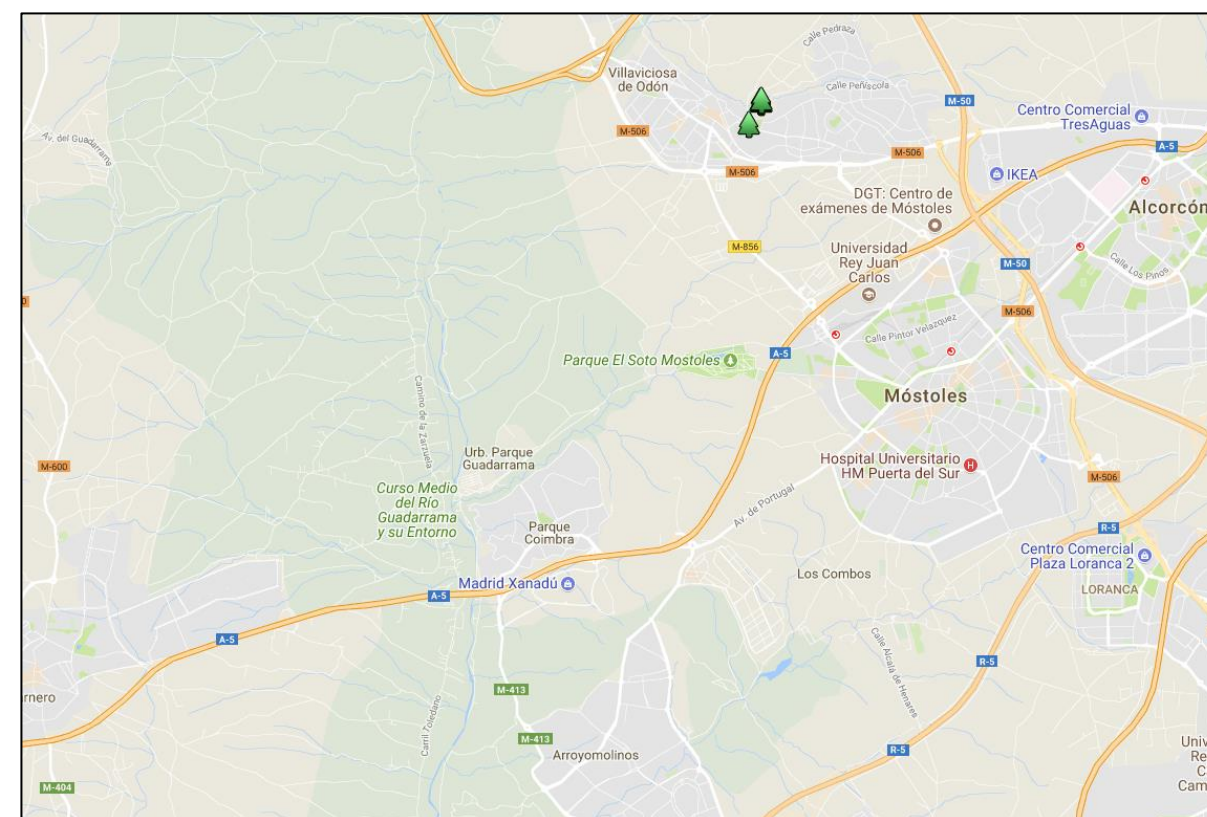 Calle Pedraza
Villaviciosa
de Odón
Calle Peñíscola
M-50
Centro Comercial
TresAguas
Av. del Guadarrama
M-506
A-5
M-506
M-506
IKEA
DGT: Centro de
exámenes de Móstoles
Alcorcón
M-856
Universidad
Rey Juan
Carlos
M-50
Calle Los Pinos
M-506
Calle Pintor Velazquez
Parque El Soto Mostoles
A-5
Camino de la Zarzuela
Móstoles
Urb. Parque
Guadarrama
Hospital Universitario
HM Puerta del Sur
H
M-600
M-506
Curso Medio
del Río
Guadarrama
y su Entorno
Av. de Portugal
Parque
Coimbra
R-5
Centro Comercial
Plaza Loranca 2
Madrid Xanadú
Los Combos
LORANCA
A-5
A-5
Calle Alcalá de Henares
R-5
rnero
M-413
Carril Toledano
M-413
Arroyomolinos
R-5
Univ
Re
C
Cam
M-404